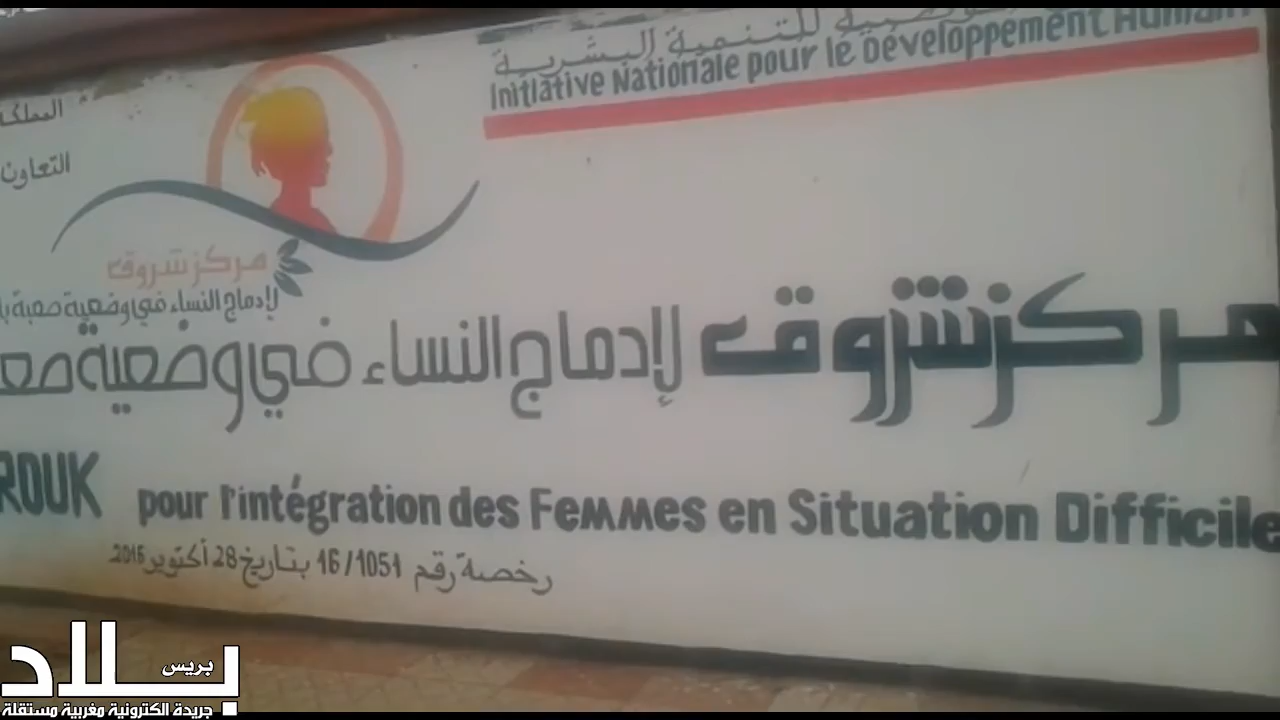 للتنمية البشرية
Initiative Nationale pour le Développement Humain
المملكة
التعاون
مركز شروق
لإدماج النساء في وضعية صعبة
مركز شروق لإدماج النساء في وضعية صعـ
ROUK pour l'intégration des Femmes en Situation Difficile
رخصة رقم 16/1051 بتاريخ 28 أكتوبر 2016
بلاد بريس
جريدة الكترونية مغربية مستقلة